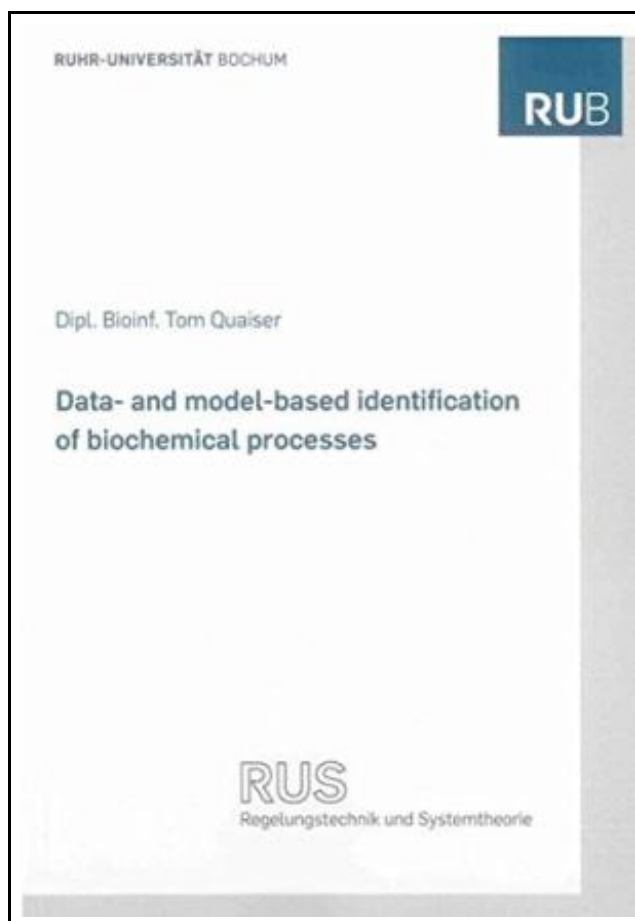 RUHR-UNIVERSITÄT BOCHUM
RUB
Dipl. Bioinf. Tom Quaiser
Data- and model-based identification
of biochemical processes
RUS
Regelungstechnik und Systemtheorie